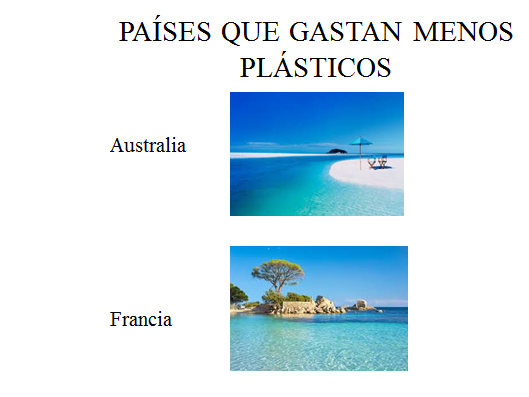 PAÍSES QUE GASTAN MENOS
PLÁSTICOS
Australia
Francia